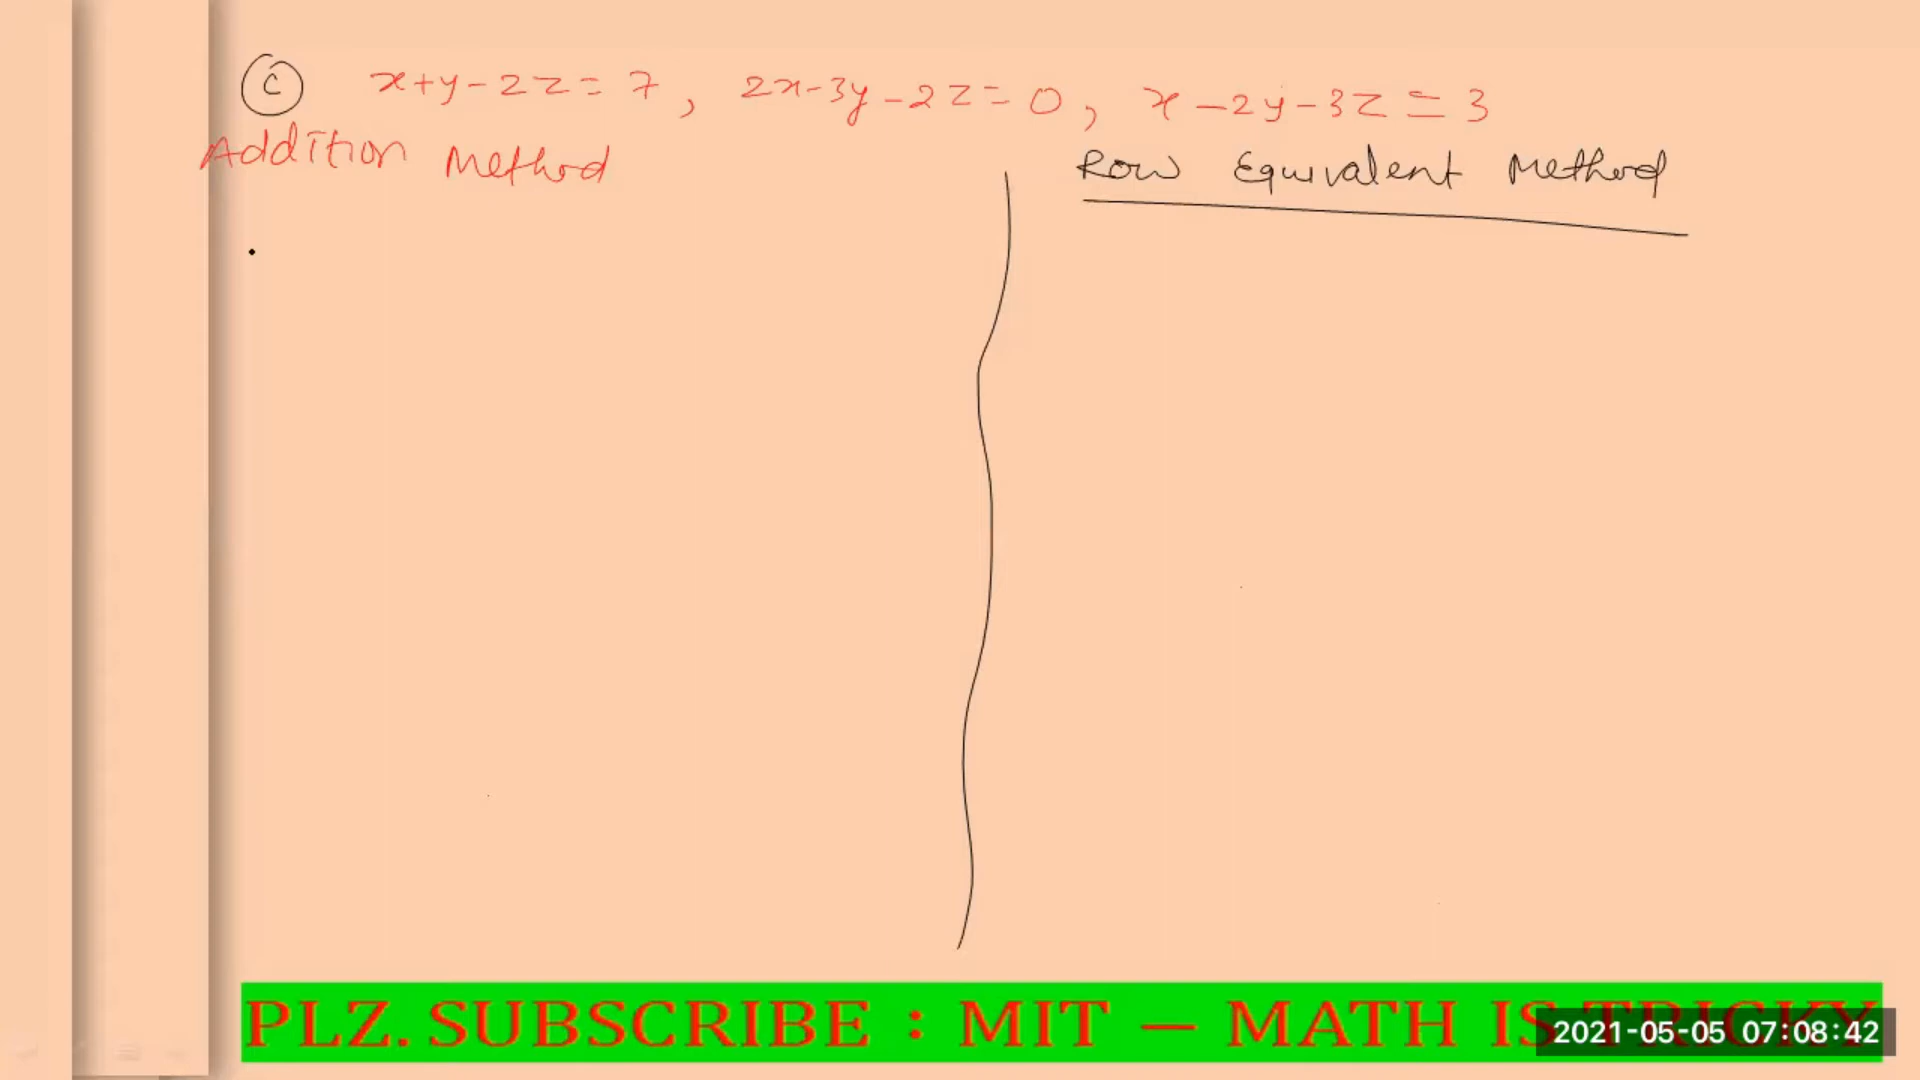 C x+y-2z=7, 2x-3y-2z=0, x-2y-3z=3
Addition Method
Row Equivalent Method
PLZ. SUBSCRIBE : MIT – MATH IS TRICKY
2021-05-05 07:08:42